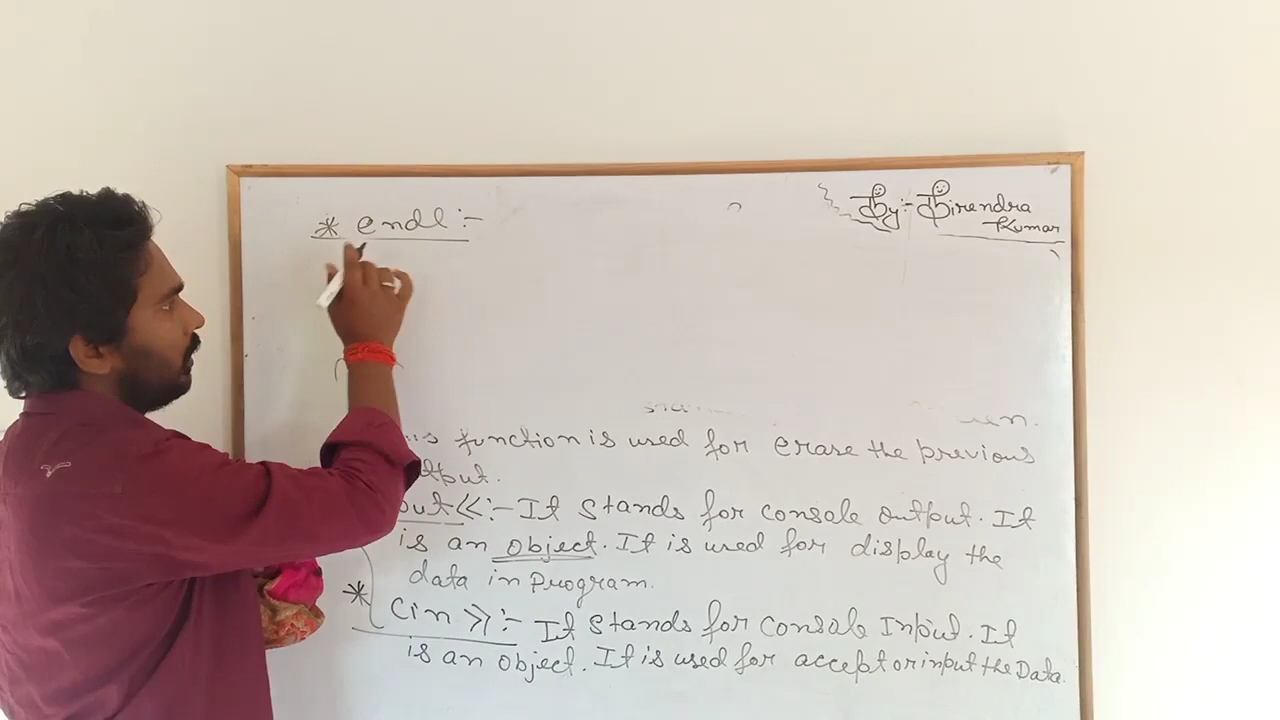 * endl :-
By:- Birendra
Kumar
function is used for erase the previous
out <<:- It stands for console output. It
is an object. It is used for display the
data in Program.
* Cin >>:- It stands for console Input. It
is an object. It is used for accept or input the Data.